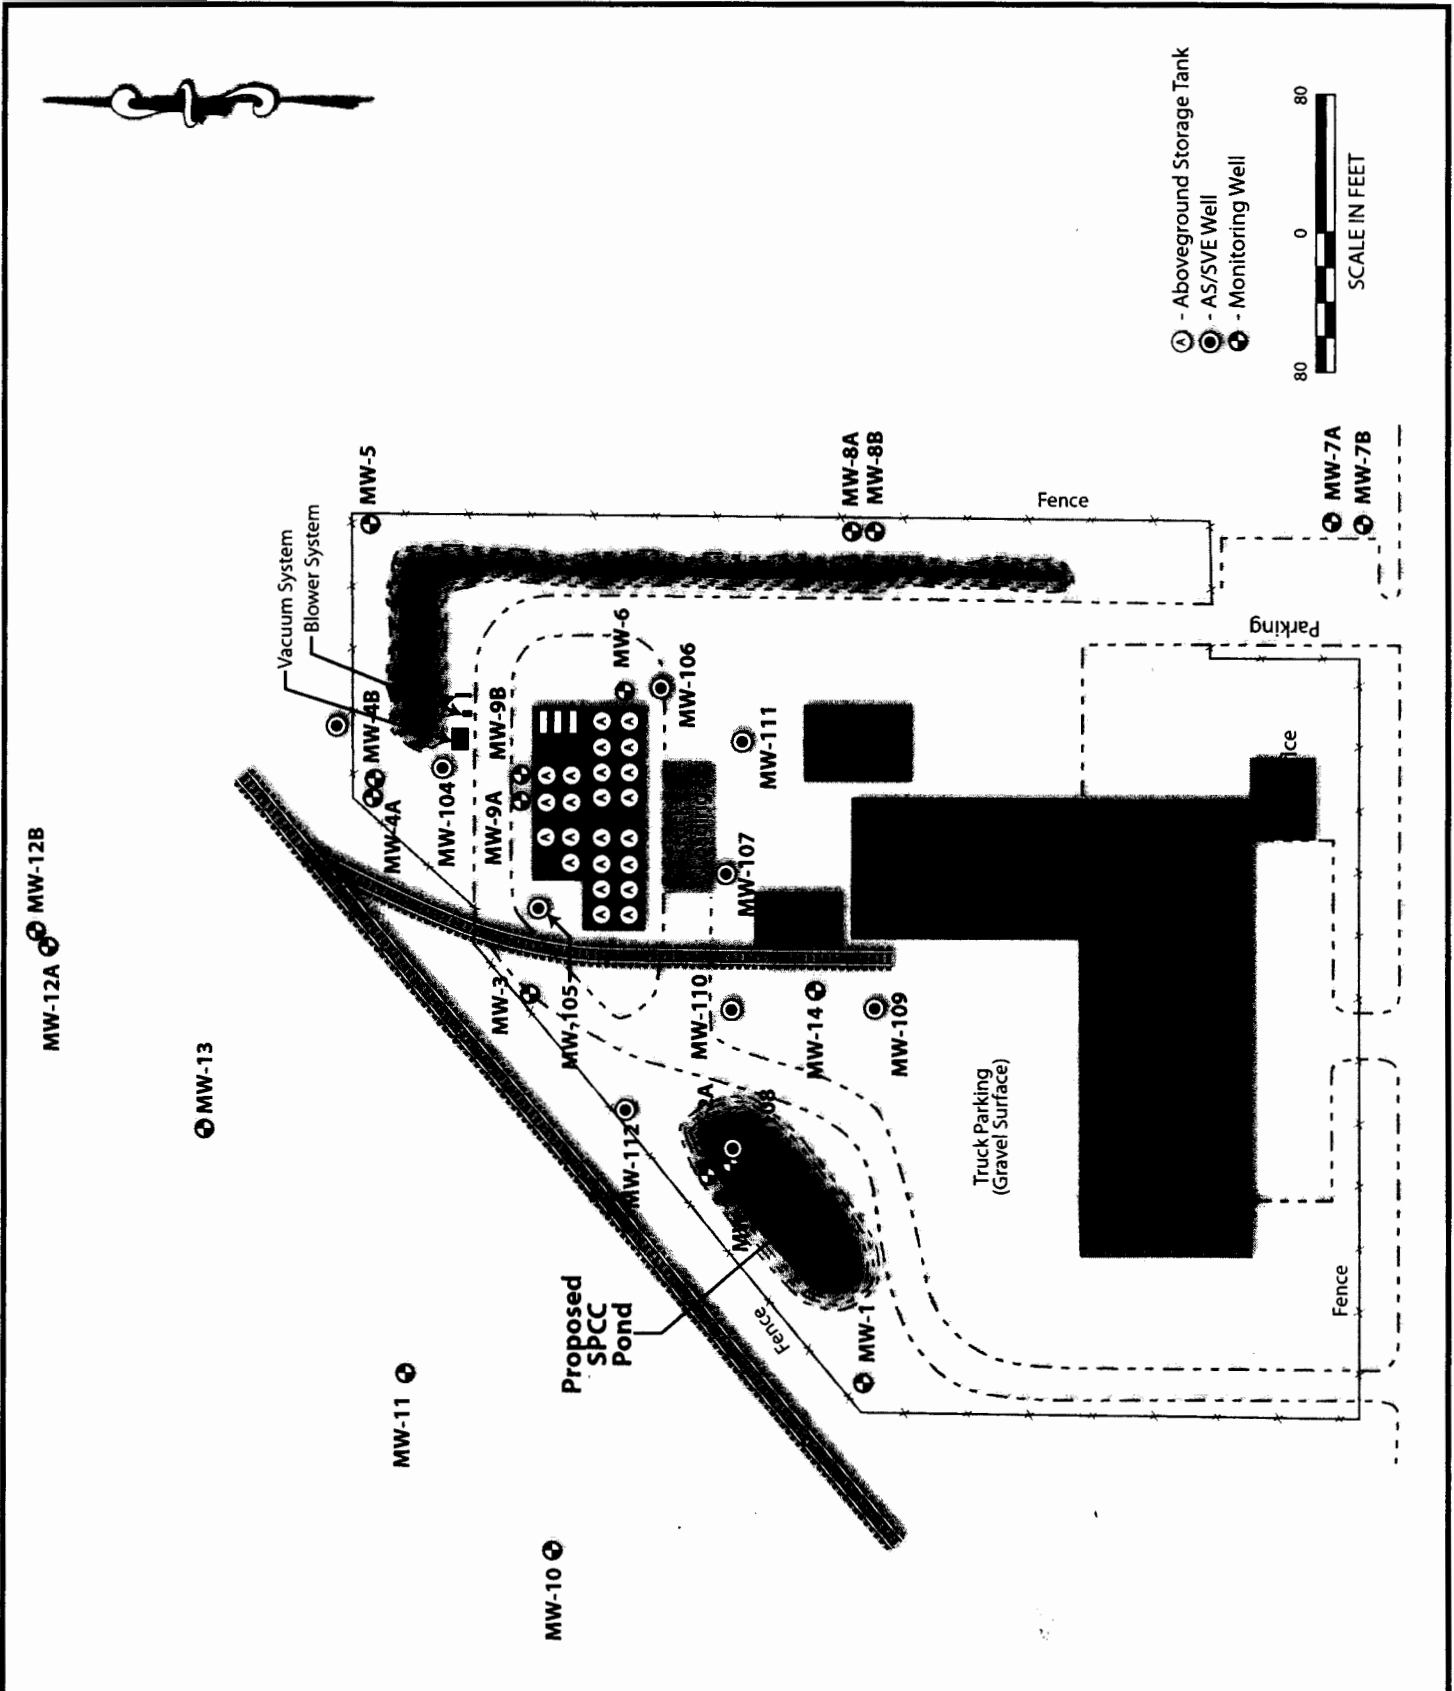 MW-12B
MW-12A
MW-13
MW-11
MW-10
MW-5
Vacuum System
Blower System
MW-4B
MW-4A
MW-104
MW-9B
MW-9A
MW-6
MW-106
MW-111
MW-107
MW-3
MW-105
MW-110
MW-14
MW-109
MW-112
MW-8A
MW-8B
Fence
MW-7A
MW-7B
Parking
Truck Parking
(Gravel Surface)
Proposed
SPCC
Pond
Fence
MW-1
Fence
A - Aboveground Storage Tank
- AS/SVE Well
- Monitoring Well
80 0 80
SCALE IN FEET
A A A A A A A A A A A A A A A A A A A A A A